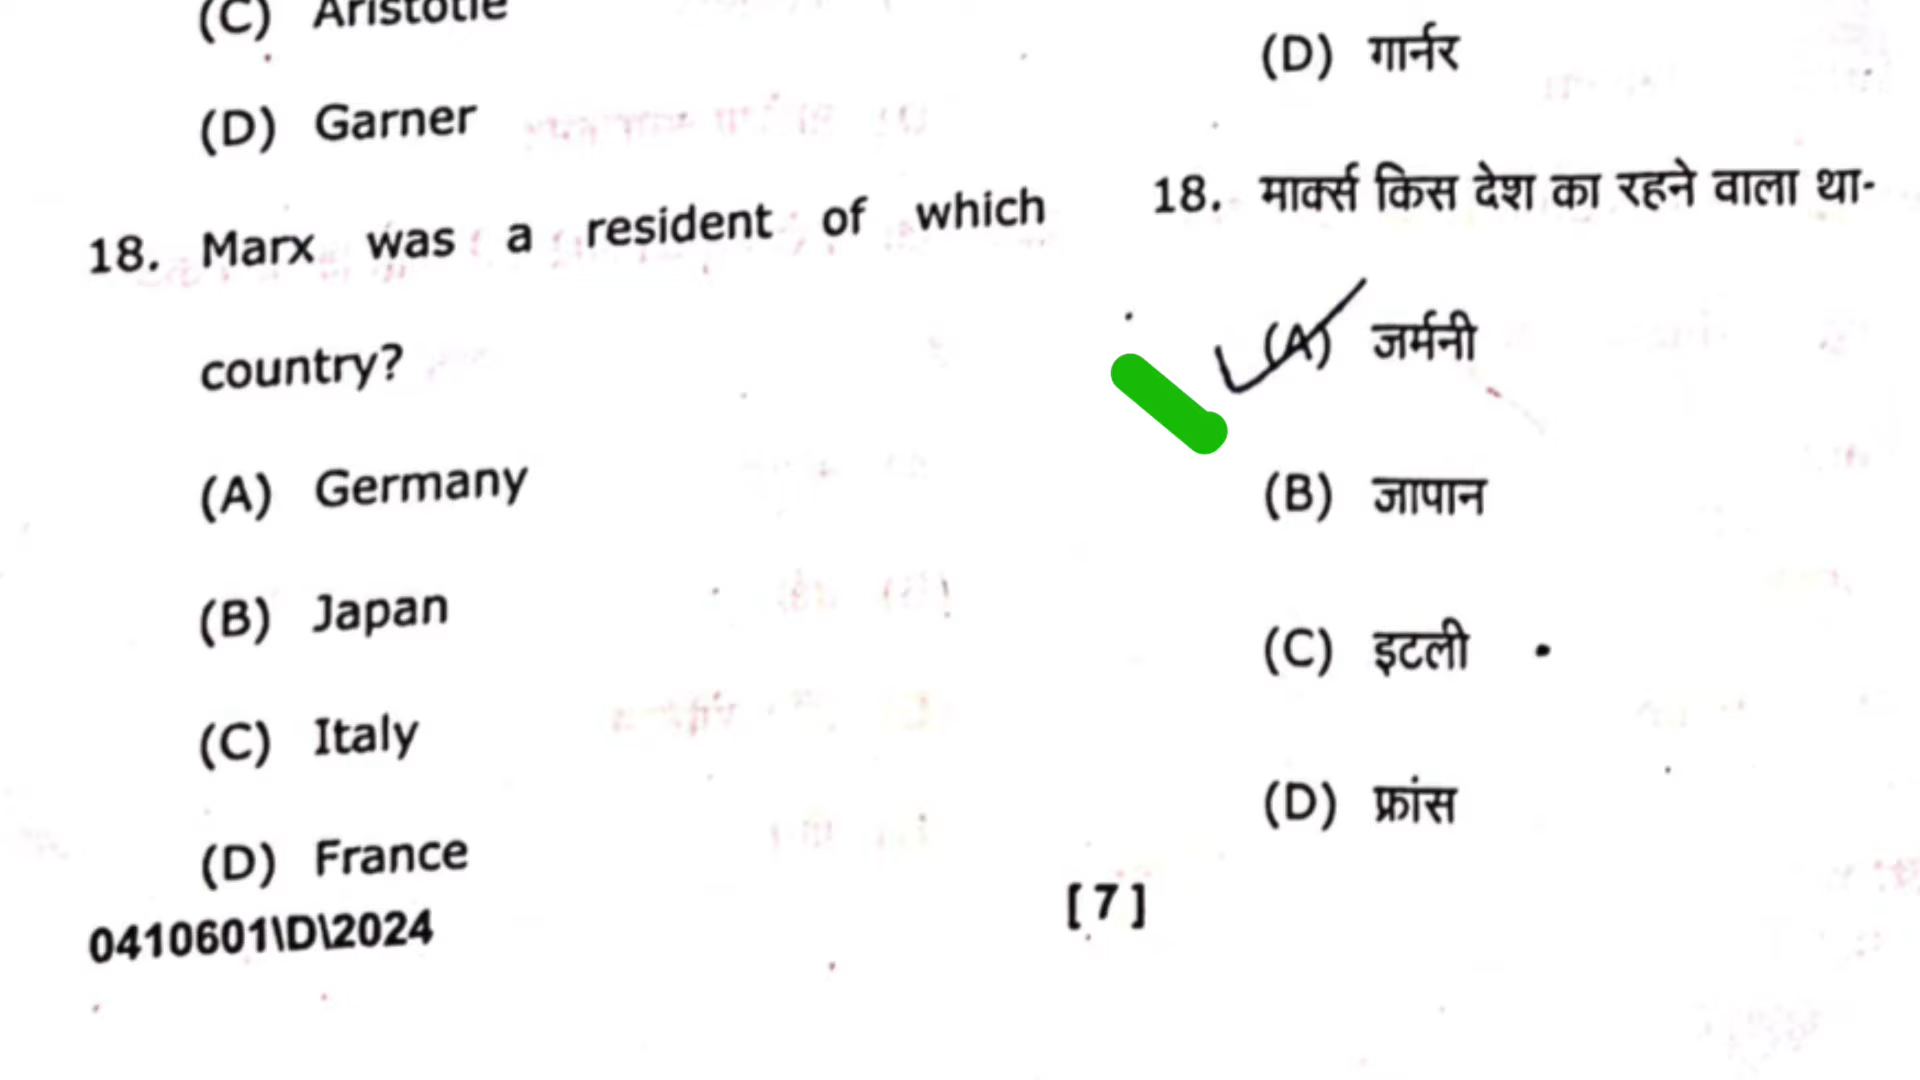 (C) Aristotle
(D) Garner
18. Marx was a resident of which
country?
(A) Germany
(B) Japan
(C) Italy
(D) France
0410601\D\2024
(D) गार्नर
18. मार्क्स किस देश का रहने वाला था-
(A) जर्मनी
(B) जापान
(C) इटली
(D) फ्रांस
[7]